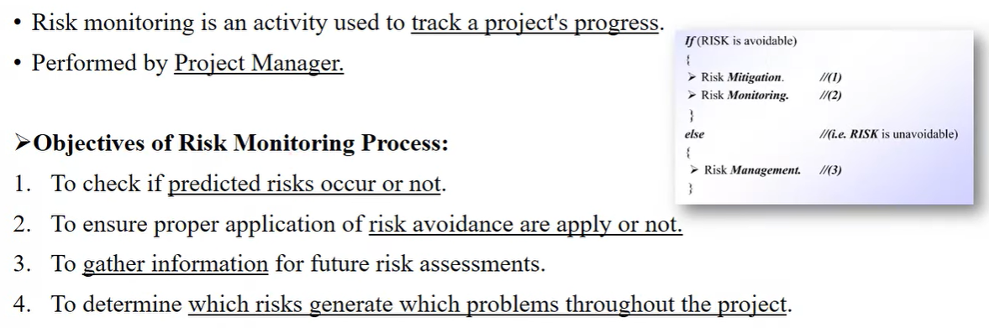 • Risk monitoring is an activity used to track a project's progress.
• Performed by Project Manager.
➢Objectives of Risk Monitoring Process:
1. To check if predicted risks occur or not.
2. To ensure proper application of risk avoidance are apply or not.
3. To gather information for future risk assessments.
4. To determine which risks generate which problems throughout the project.
If (RISK is avoidable)
{
➢ Risk Mitigation. //(1)
➢ Risk Monitoring. //(2)
}
else //(i.e. RISK is unavoidable)
{
➢ Risk Management. //(3)
}